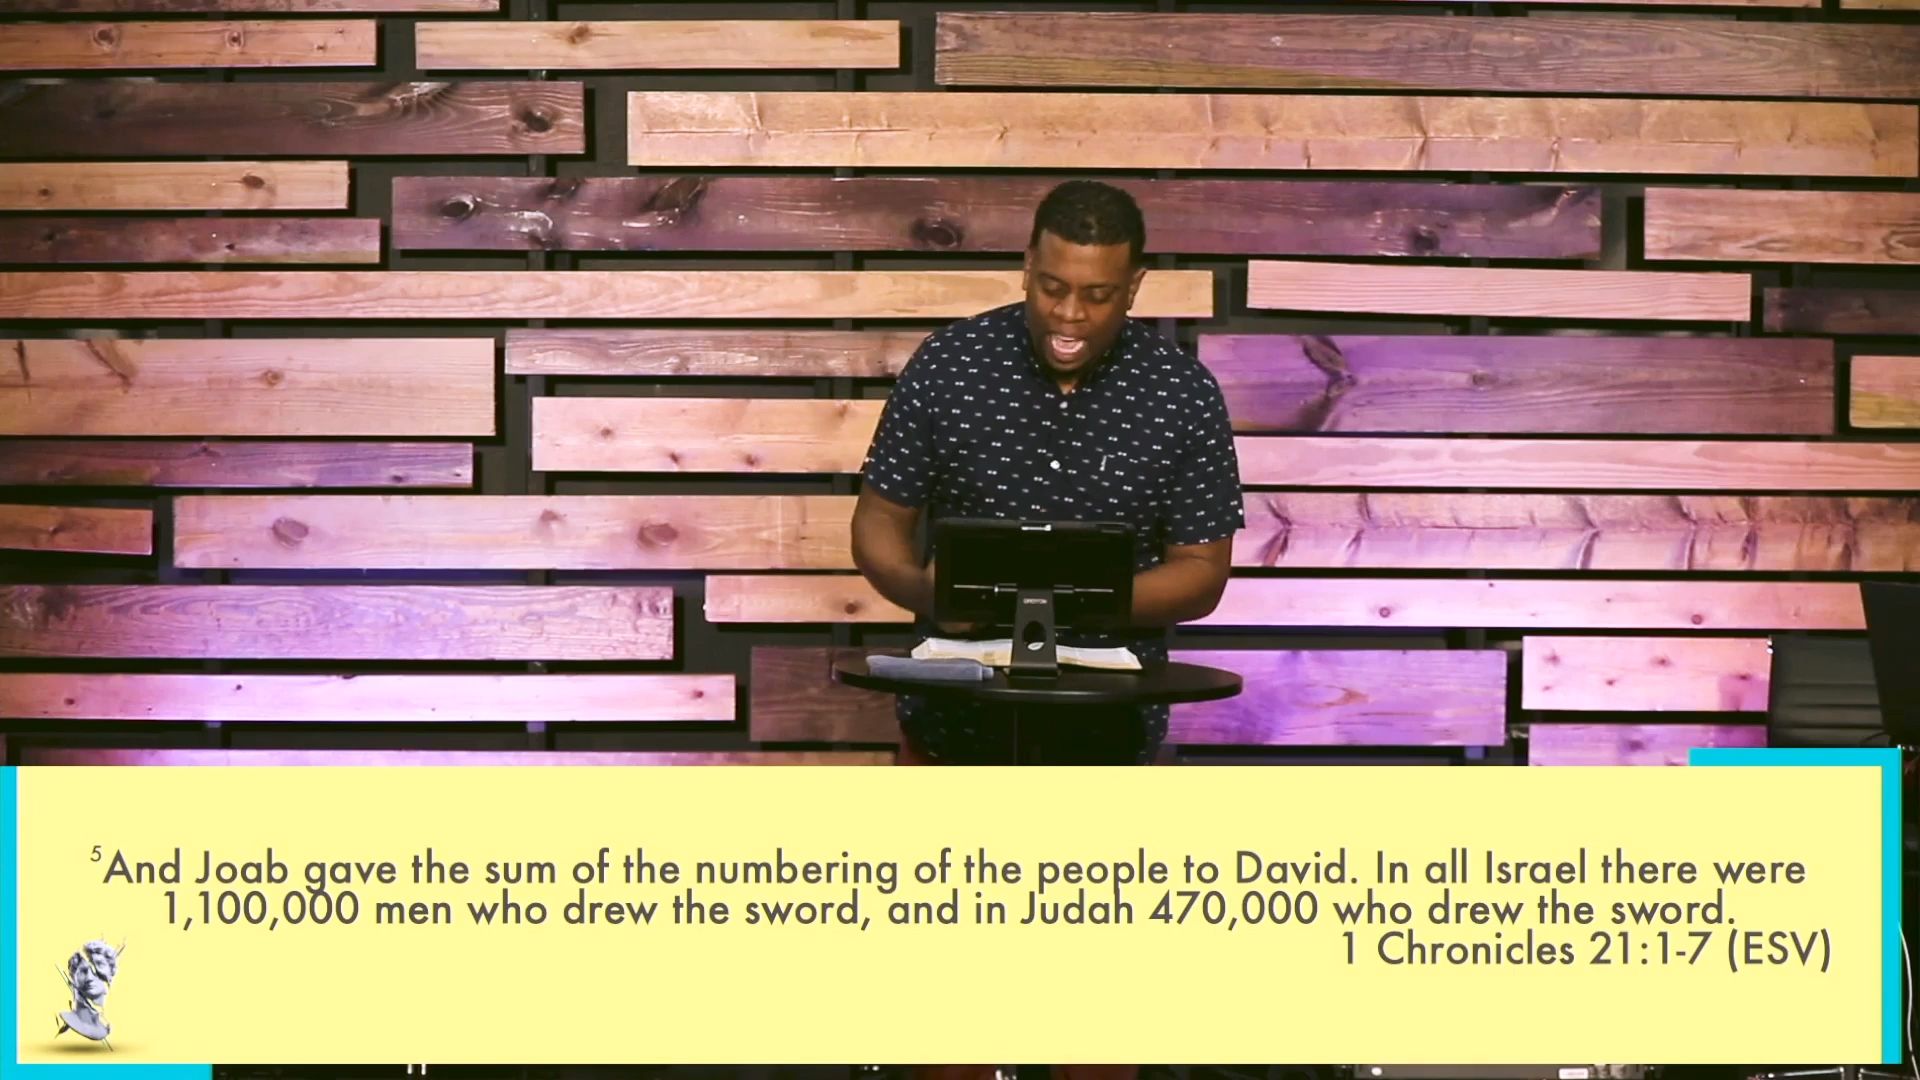 ⁵And Joab gave the sum of the numbering of the people to David. In all Israel there were
1,100,000 men who drew the sword, and in Judah 470,000 who drew the sword.
1 Chronicles 21:1-7 (ESV)